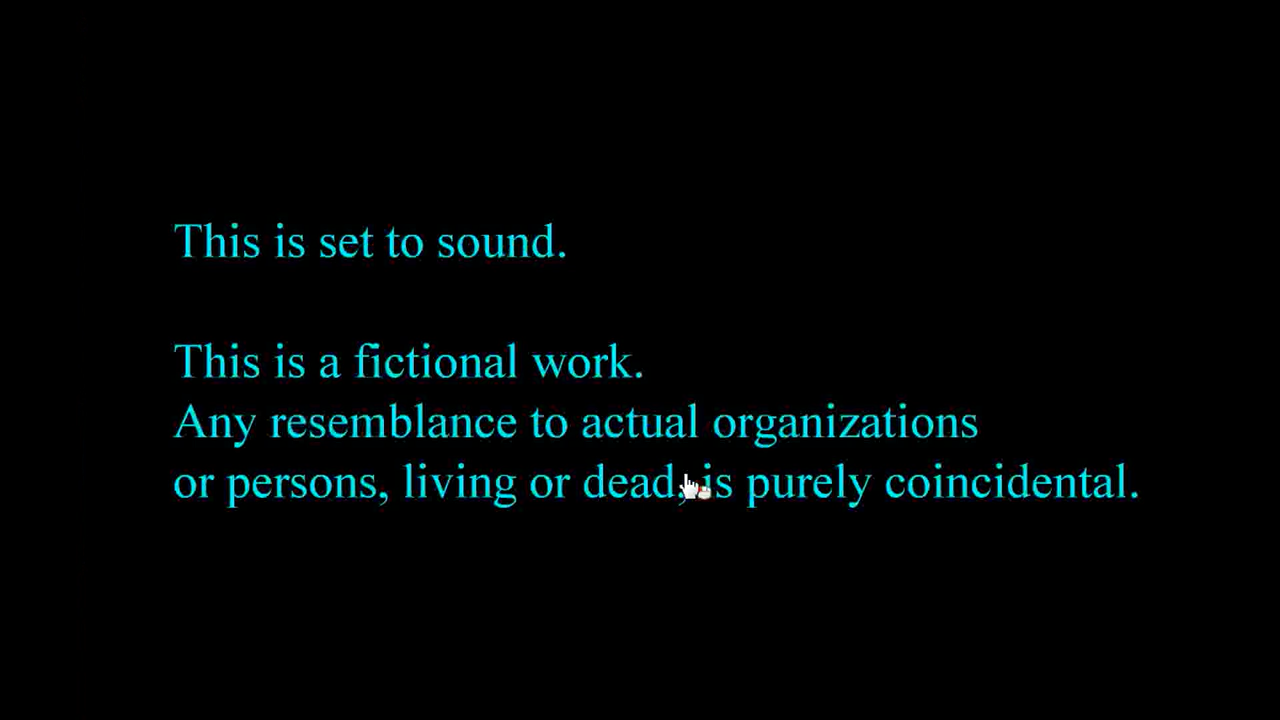 This is set to sound.
This is a fictional work.
Any resemblance to actual organizations
or persons, living or dead, is purely coincidental.